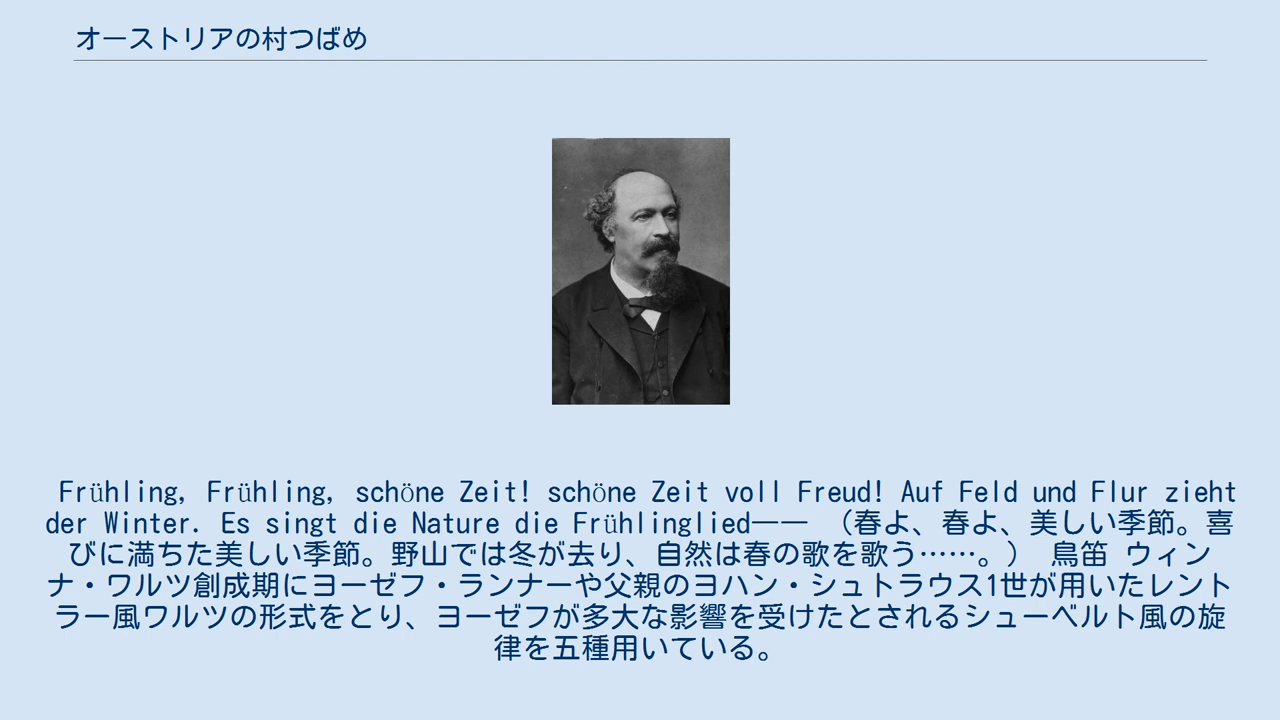 オーストリアの村つばめ
Frühling, Frühling, schöne Zeit! schöne Zeit voll Freud! Auf Feld und Flur zieht
der Winter. Es singt die Nature die Frühlinglied―― （春よ、春よ、美しい季節。喜
びに満ちた美しい季節。野山では冬が去り、自然は春の歌を歌う……。） 鳥笛 ウィン
ナ・ワルツ創成期にヨーゼフ・ランナーや父親のヨハン・シュトラウス1世が用いたレント
ラー風ワルツの形式をとり、ヨーゼフが多大な影響を受けたとされるシューベルト風の旋
律を五種用いている。